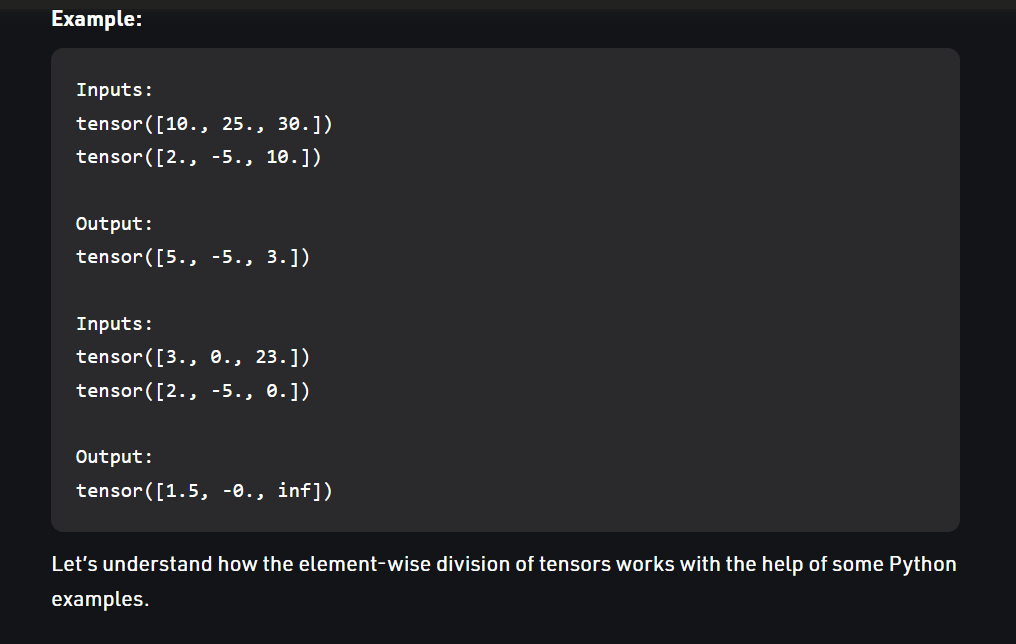 Example:
Inputs:
tensor([10., 25., 30.])
tensor([2., -5., 10.])
Output:
tensor([5., -5., 3.])
Inputs:
tensor([3., 0., 23.])
tensor([2., -5., 0.])
Output:
tensor([1.5, -0., inf])
Let’s understand how the element-wise division of tensors works with the help of some Python
examples.